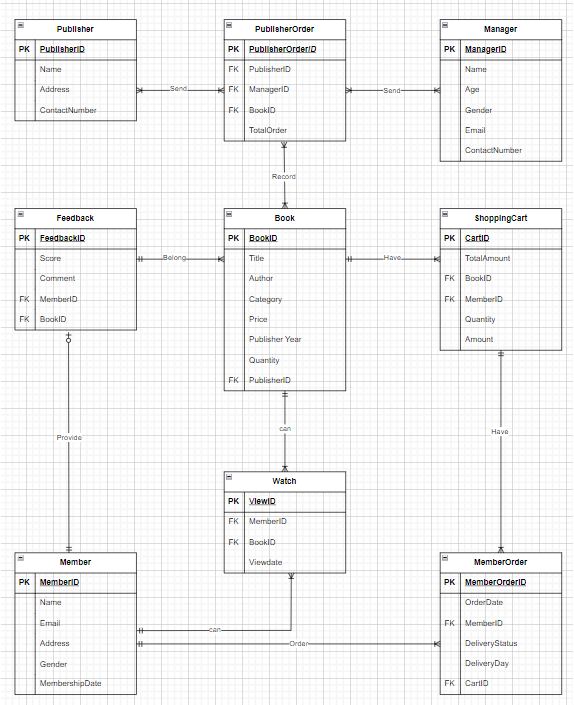 Publisher
PK PublisherID
Name
Address
ContactNumber
Send
PublisherOrder
PK PublisherOrderID
FK PublisherID
FK ManagerID
FK BookID
TotalOrder
Send
Manager
PK ManagerID
Name
Age
Gender
Email
ContactNumber
Record
Feedback
PK FeedbackID
Score
Comment
FK MemberID
FK BookID
Belong
Book
PK BookID
Title
Author
Category
Price
Publisher Year
Quantity
FK PublisherID
Have
ShoppingCart
PK CartID
TotalAmount
FK BookID
FK MemberID
Quantity
Amount
Provide
can
Have
Watch
PK ViewID
FK MemberID
FK BookID
Viewdate
Member
PK MemberID
Name
Email
Address
Gender
MembershipDate
can
Order
MemberOrder
PK MemberOrderID
OrderDate
FK MemberID
DeliveryStatus
DeliveryDay
FK CartID